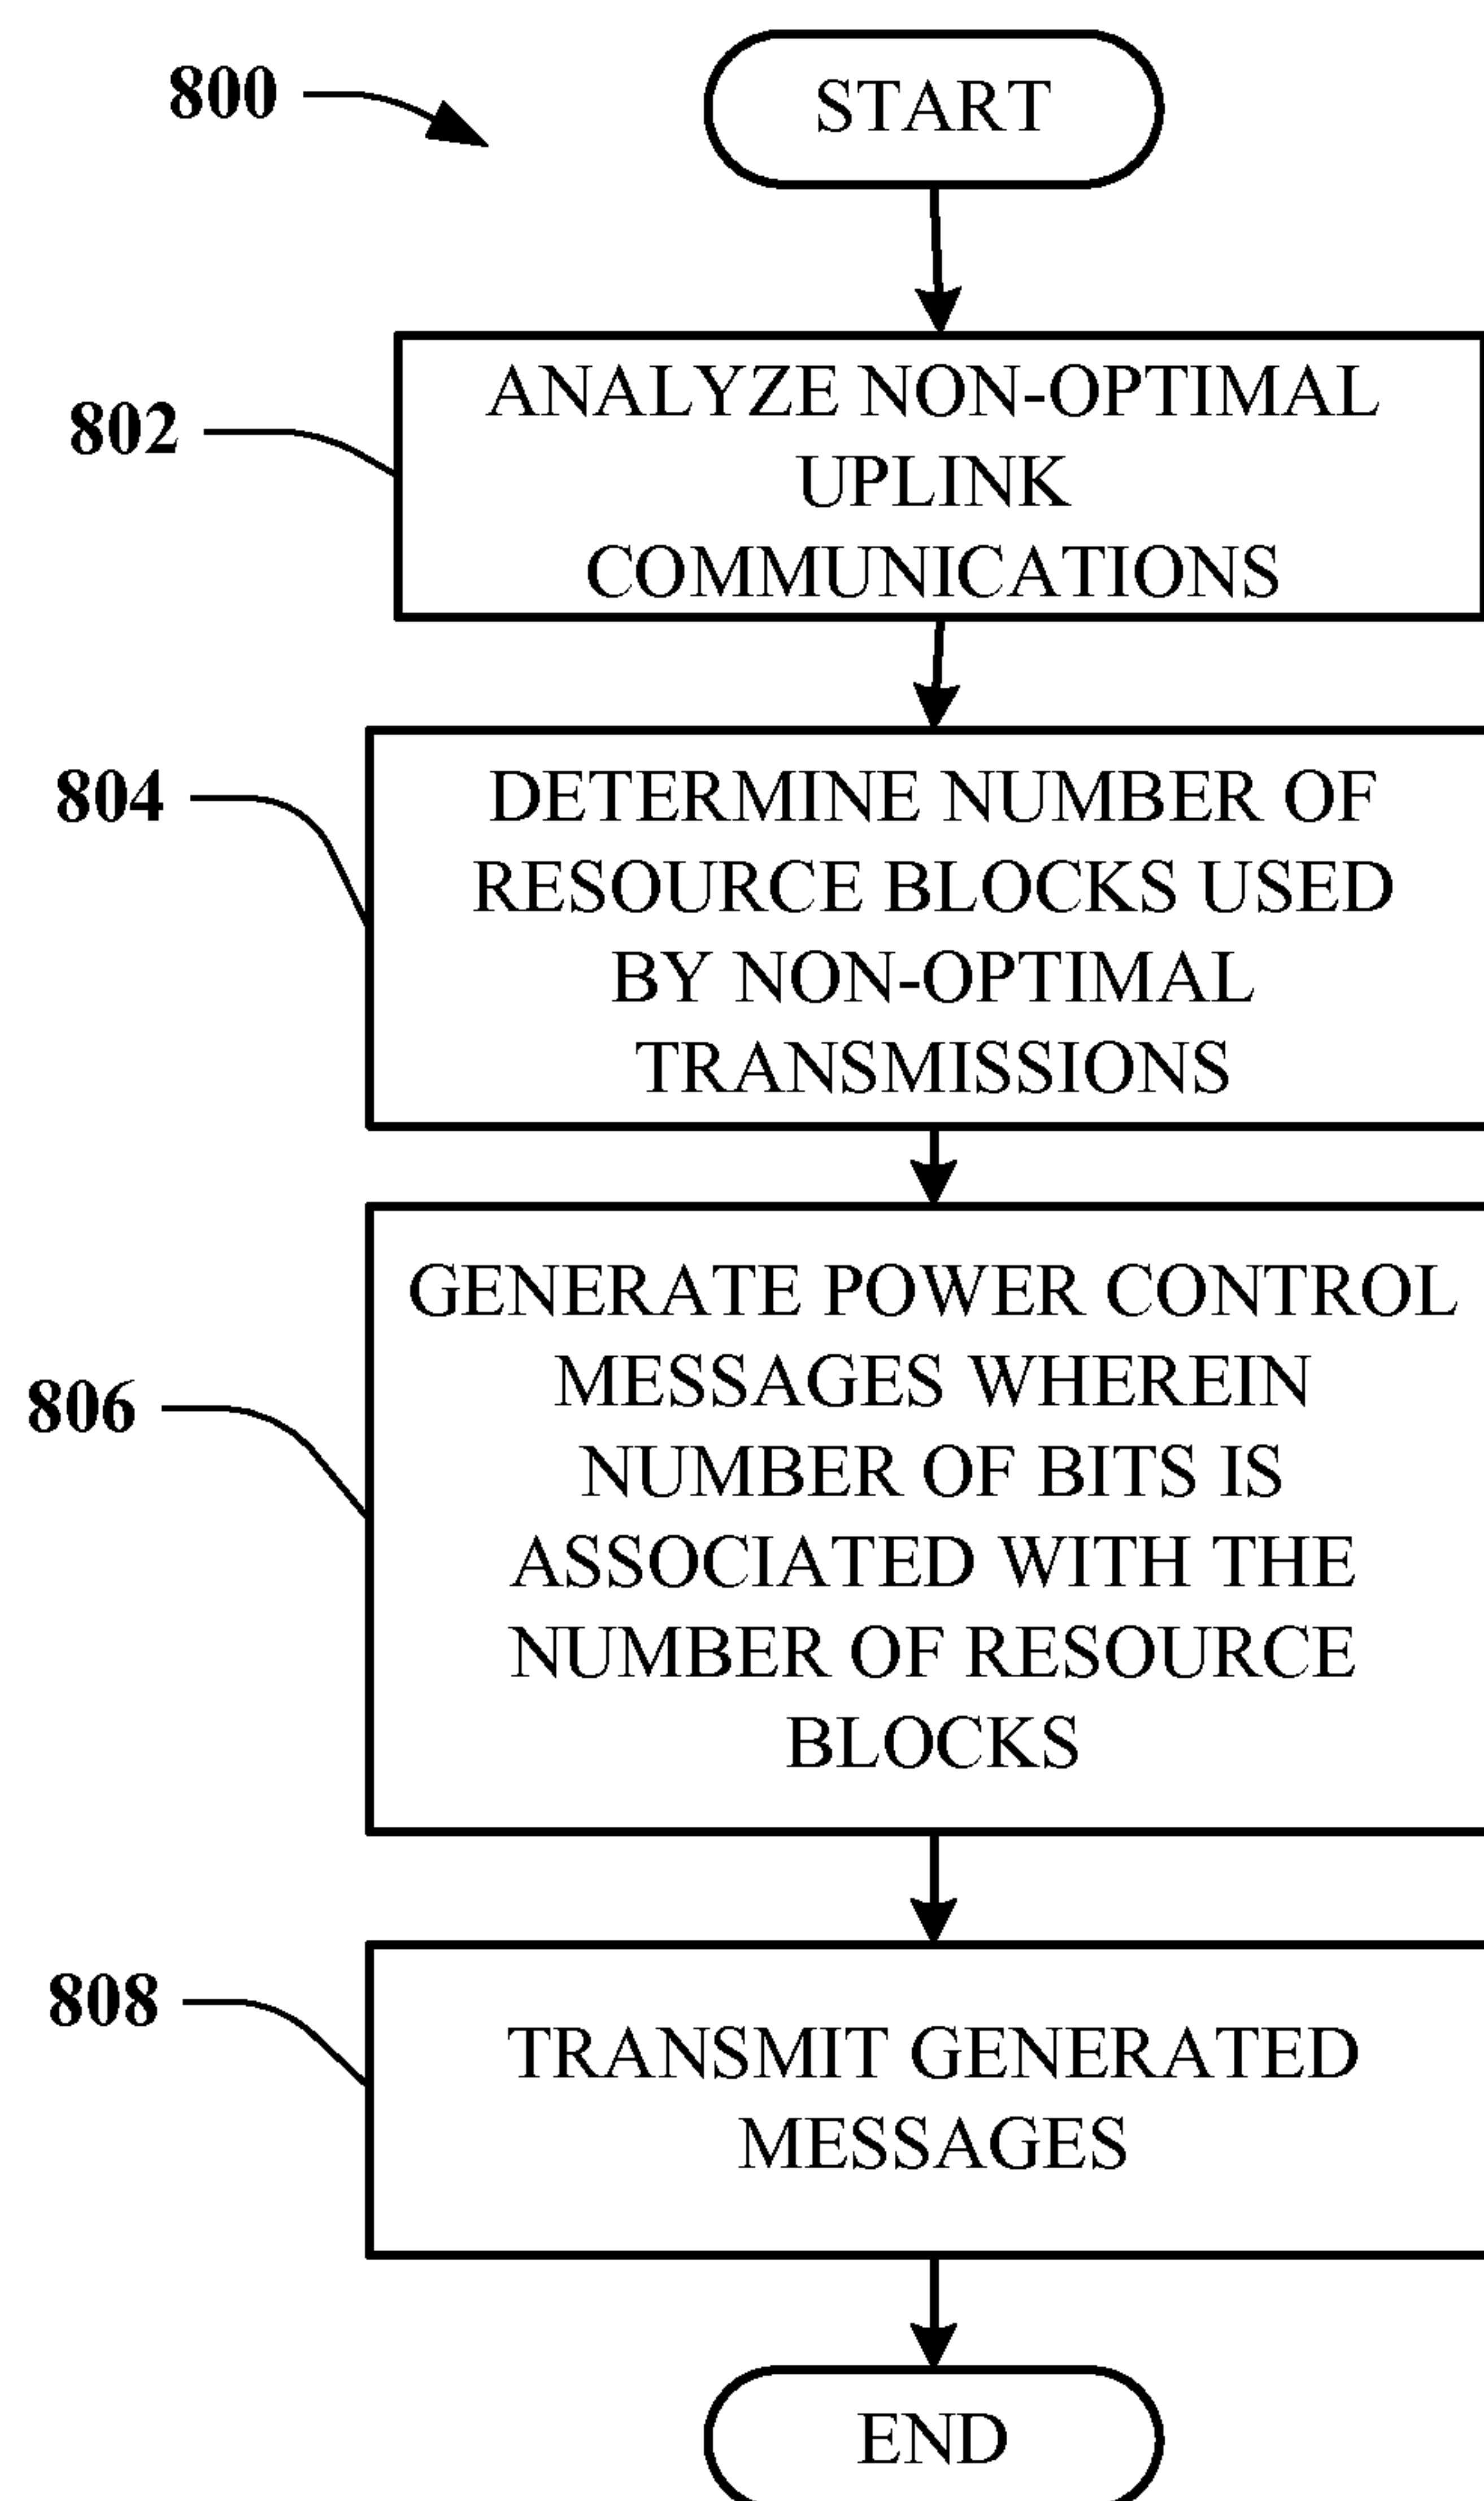 800
START
802
ANALYZE NON-OPTIMAL
UPLINK
COMMUNICATIONS
804
DETERMINE NUMBER OF
RESOURCE BLOCKS USED
BY NON-OPTIMAL
TRANSMISSIONS
806
GENERATE POWER CONTROL
MESSAGES WHEREIN
NUMBER OF BITS IS
ASSOCIATED WITH THE
NUMBER OF RESOURCE
BLOCKS
808
TRANSMIT GENERATED
MESSAGES
END